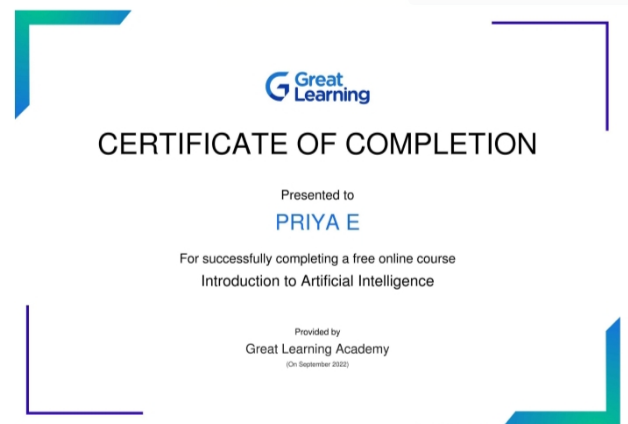 Great
Learning
CERTIFICATE OF COMPLETION
Presented to
PRIYA E
For successfully completing a free online course
Introduction to Artificial Intelligence
Provided by
Great Learning Academy
(On September 2022)